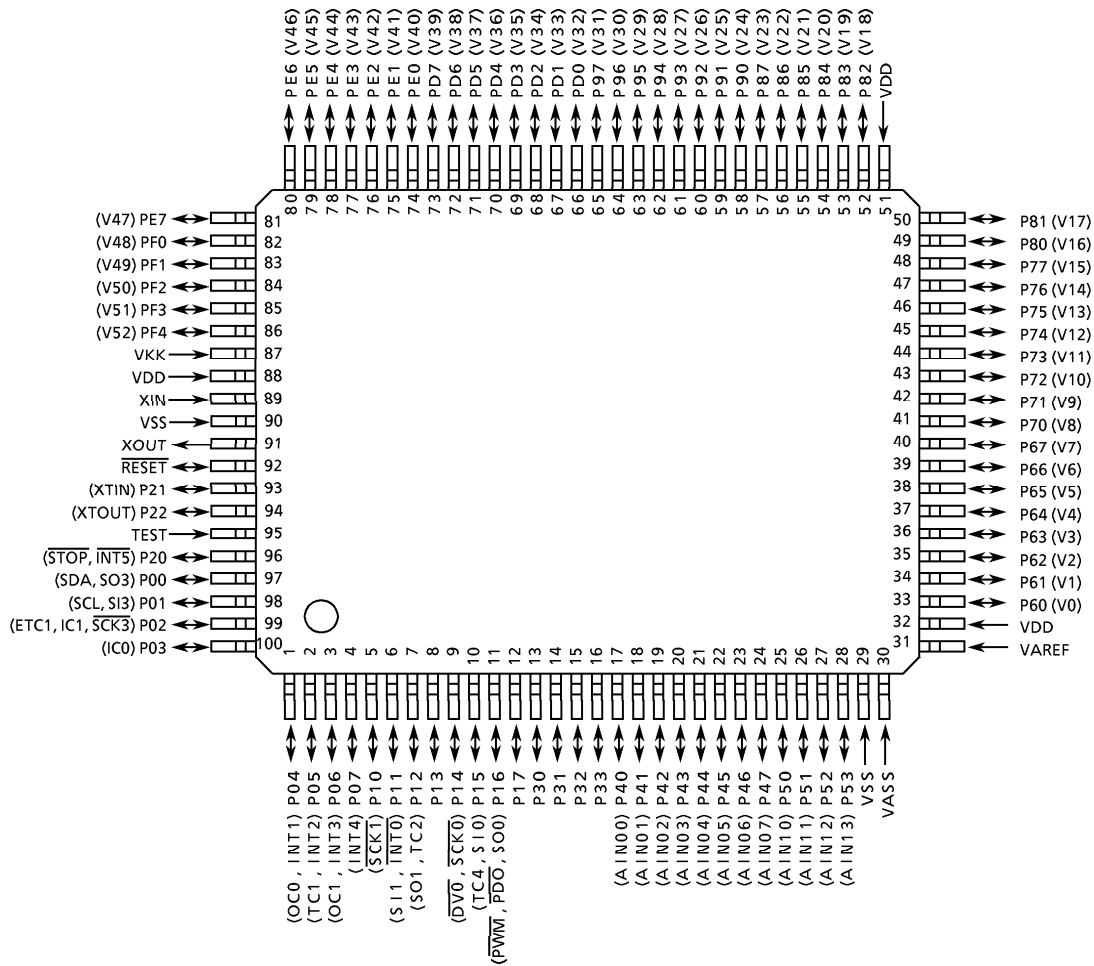 PE6 (V46)
PE5 (V45)
PE4 (V44)
PE3 (V43)
PE2 (V42)
PE1 (V41)
PE0 (V40)
PD7 (V39)
PD6 (V38)
PD5 (V37)
PD4 (V36)
PD3 (V35)
PD2 (V34)
PD1 (V33)
PD0 (V32)
P97 (V31)
P96 (V30)
P95 (V29)
P94 (V28)
P93 (V27)
P92 (V26)
P91 (V25)
P90 (V24)
P87 (V23)
P86 (V22)
P85 (V21)
P84 (V20)
P83 (V19)
P82 (V18)
VDD
80 79 78 77 76 75 74 73 72 71 70 69 68 67 66 65 64 63 62 61 60 59 58 57 56 55 54 53 52 51
(V47) PE7 81 50 P81 (V17)
(V48) PF0 82 49 P80 (V16)
(V49) PF1 83 48 P77 (V15)
(V50) PF2 84 47 P76 (V14)
(V51) PF3 85 46 P75 (V13)
(V52) PF4 86 45 P74 (V12)
VKK 87 44 P73 (V11)
VDD 88 43 P72 (V10)
XIN 89 42 P71 (V9)
VSS 90 41 P70 (V8)
XOUT 91 40 P67 (V7)
RESET 92 39 P66 (V6)
(XTIN) P21 93 38 P65 (V5)
(XTOUT) P22 94 37 P64 (V4)
TEST 95 36 P63 (V3)
(STOP, INT5) P20 96 35 P62 (V2)
(SDA, SO3) P00 97 34 P61 (V1)
(SCL, SI3) P01 98 33 P60 (V0)
(ETC1, IC1, SCK3) P02 99 32 VDD
(IC0) P03 100 31 VAREF
1 2 3 4 5 6 7 8 9 10 11 12 13 14 15 16 17 18 19 20 21 22 23 24 25 26 27 28 29 30
(OC0, INT1) P04
(TC1, INT2) P05
(OC1, INT3) P06
(INT4) P07
(SCK1) P10
(SI1, INT0) P11
(SO1, TC2) P12
P13
(DV0, SCK0) P14
(TC4, SI0) P15
(PWM, PDO, SO0) P16
P17
P30
P31
P32
P33
(AIN00) P40
(AIN01) P41
(AIN02) P42
(AIN03) P43
(AIN04) P44
(AIN05) P45
(AIN06) P46
(AIN07) P47
(AIN10) P50
(AIN11) P51
(AIN12) P52
(AIN13) P53
VSS
VASS